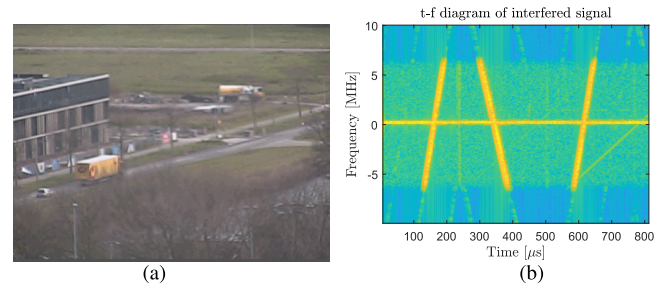 t-f diagram of interfered signal
10
5
0
-5
Frequency [MHz]
100 200 300 400 500 600 700 800
Time [μs]
(a) (b)